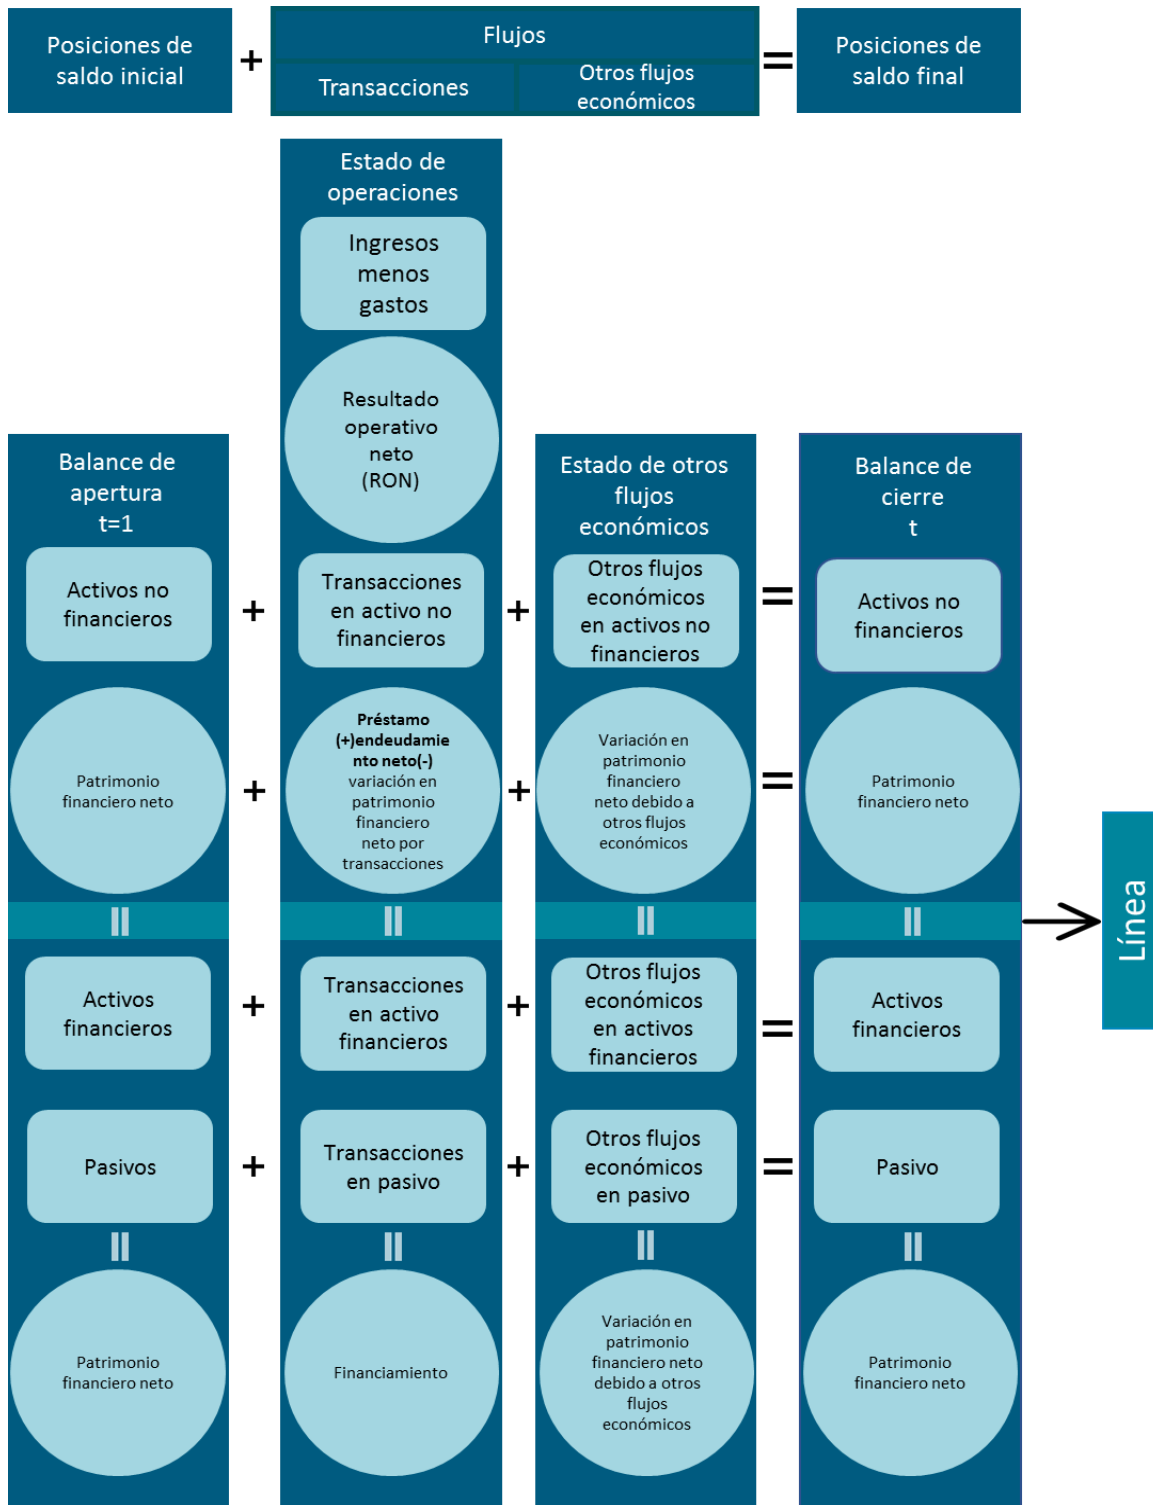 Posiciones de
saldo inicial
+
Flujos
Transacciones
Otros flujos
económicos
=
Posiciones de
saldo final
Estado de
operaciones
Ingresos
menos
gastos
Resultado
operativo
neto
(RON)
Balance de
apertura
t=1
Estado de otros
flujos
económicos
Balance de
cierre
t
Activos no
financieros
+
Transacciones
en activo no
financieros
+
Otros flujos
económicos
en activos no
financieros
=
Activos no
financieros
Patrimonio
financiero neto
+
Préstamo
(+)endeudamie
nto neto(-)
variación en
patrimonio
financiero
neto por
transacciones
+
Variación en
patrimonio
financiero
neto debido a
otros flujos
económicos
=
Patrimonio
financiero neto
=
=
=
=
Línea
Activos
financieros
+
Transacciones
en activo
financieros
+
Otros flujos
económicos
en activos
financieros
=
Activos
financieros
Pasivos
+
Transacciones
en pasivo
+
Otros flujos
económicos
en pasivo
=
Pasivo
=
=
=
=
Patrimonio
financiero neto
Financiamiento
Variación en
patrimonio
financiero neto
debido a otros
flujos
económicos
Patrimonio
financiero neto